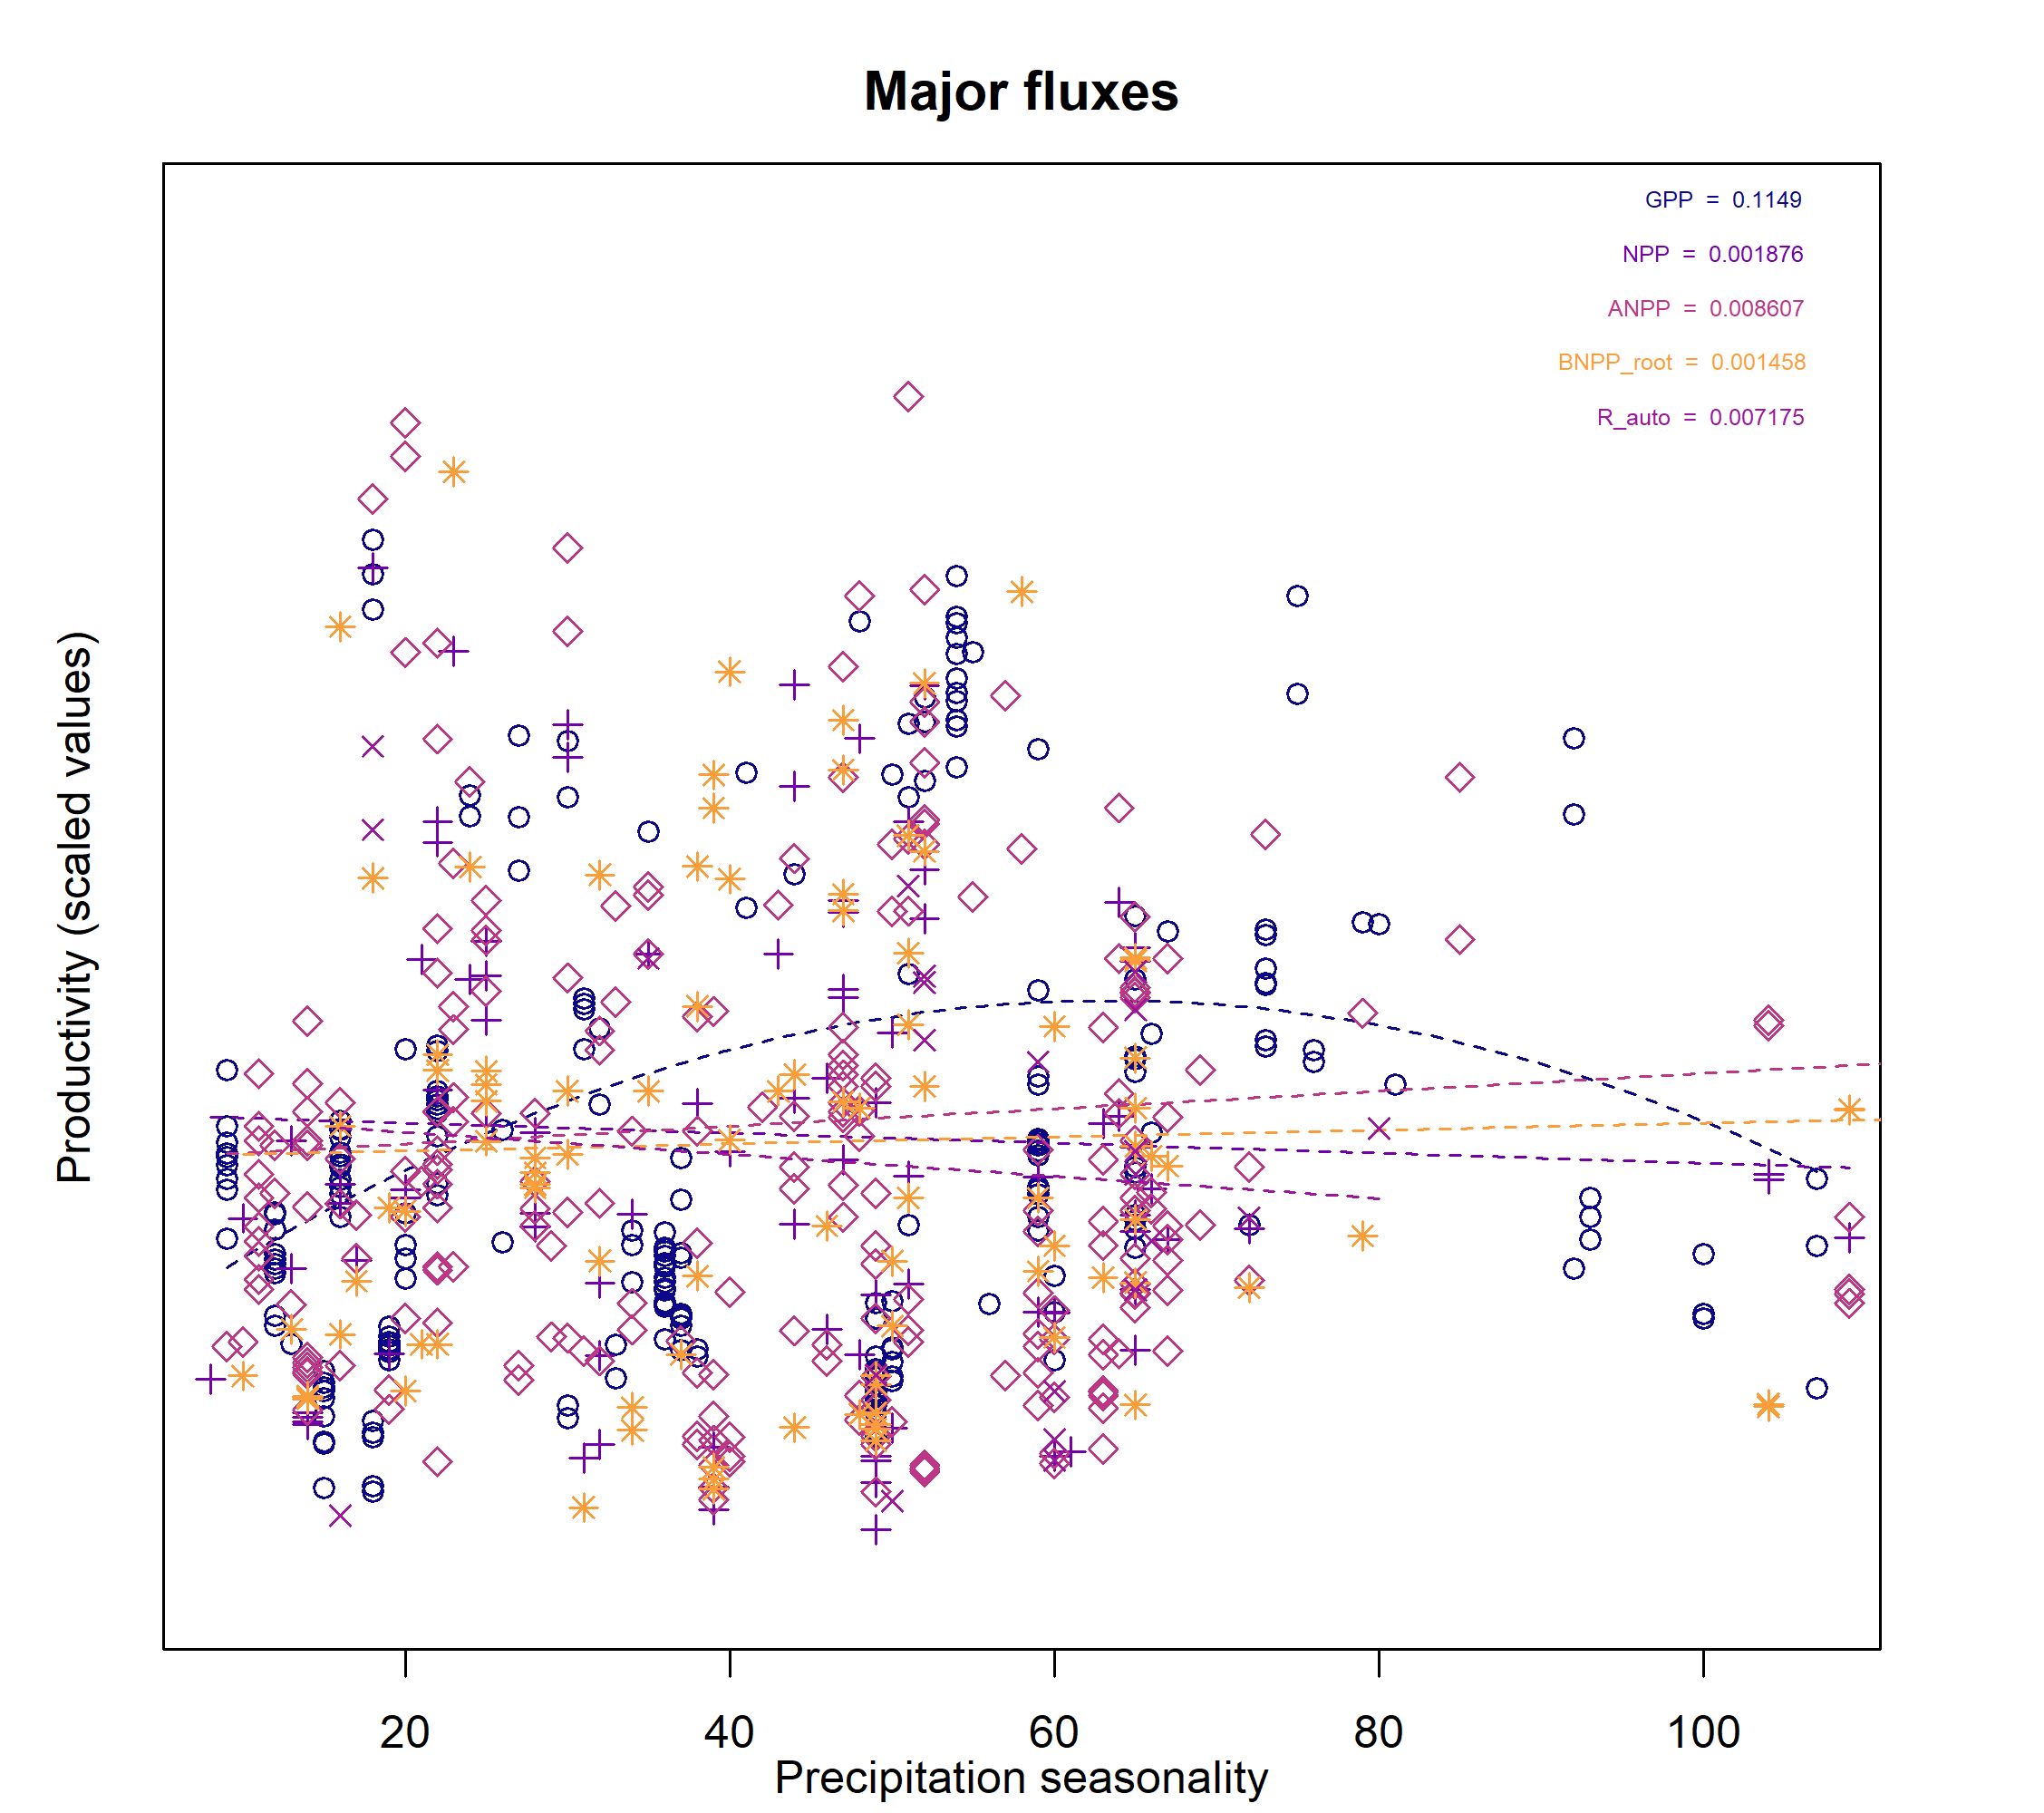 Major fluxes
GPP = 0.1149
NPP = 0.001876
ANPP = 0.008607
BNPP_root = 0.001458
R_auto = 0.007175
Productivity (scaled values)
20 40 60 80 100
Precipitation seasonality